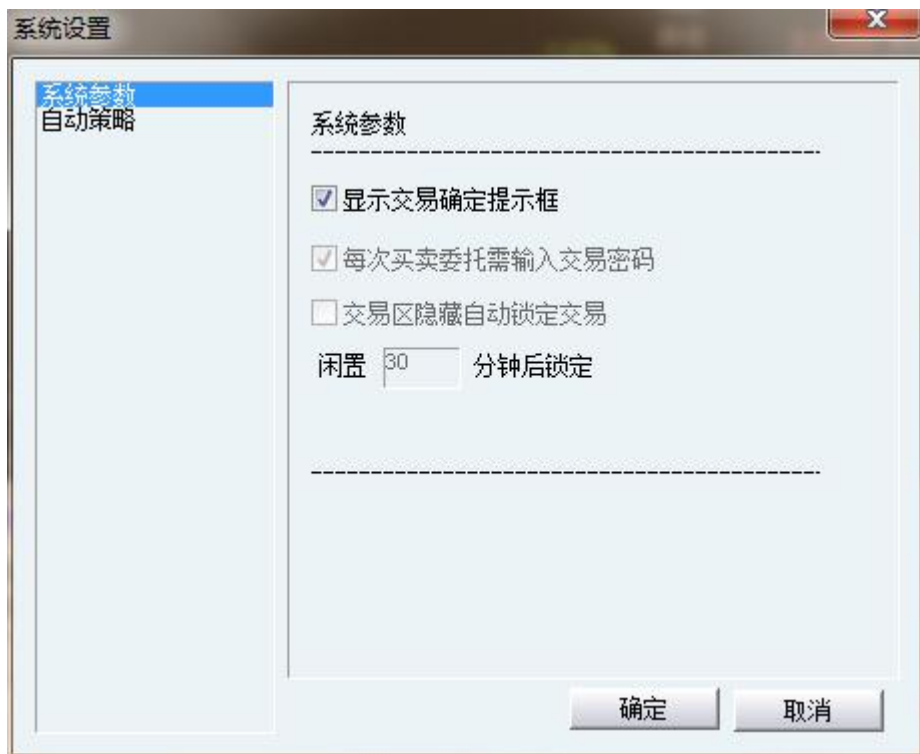 系统设置
系统参数
自动策略
系统参数
显示交易确定提示框
每次买卖委托需输入交易密码
交易区隐藏自动锁定交易
闲置 30 分钟后锁定
确定 取消